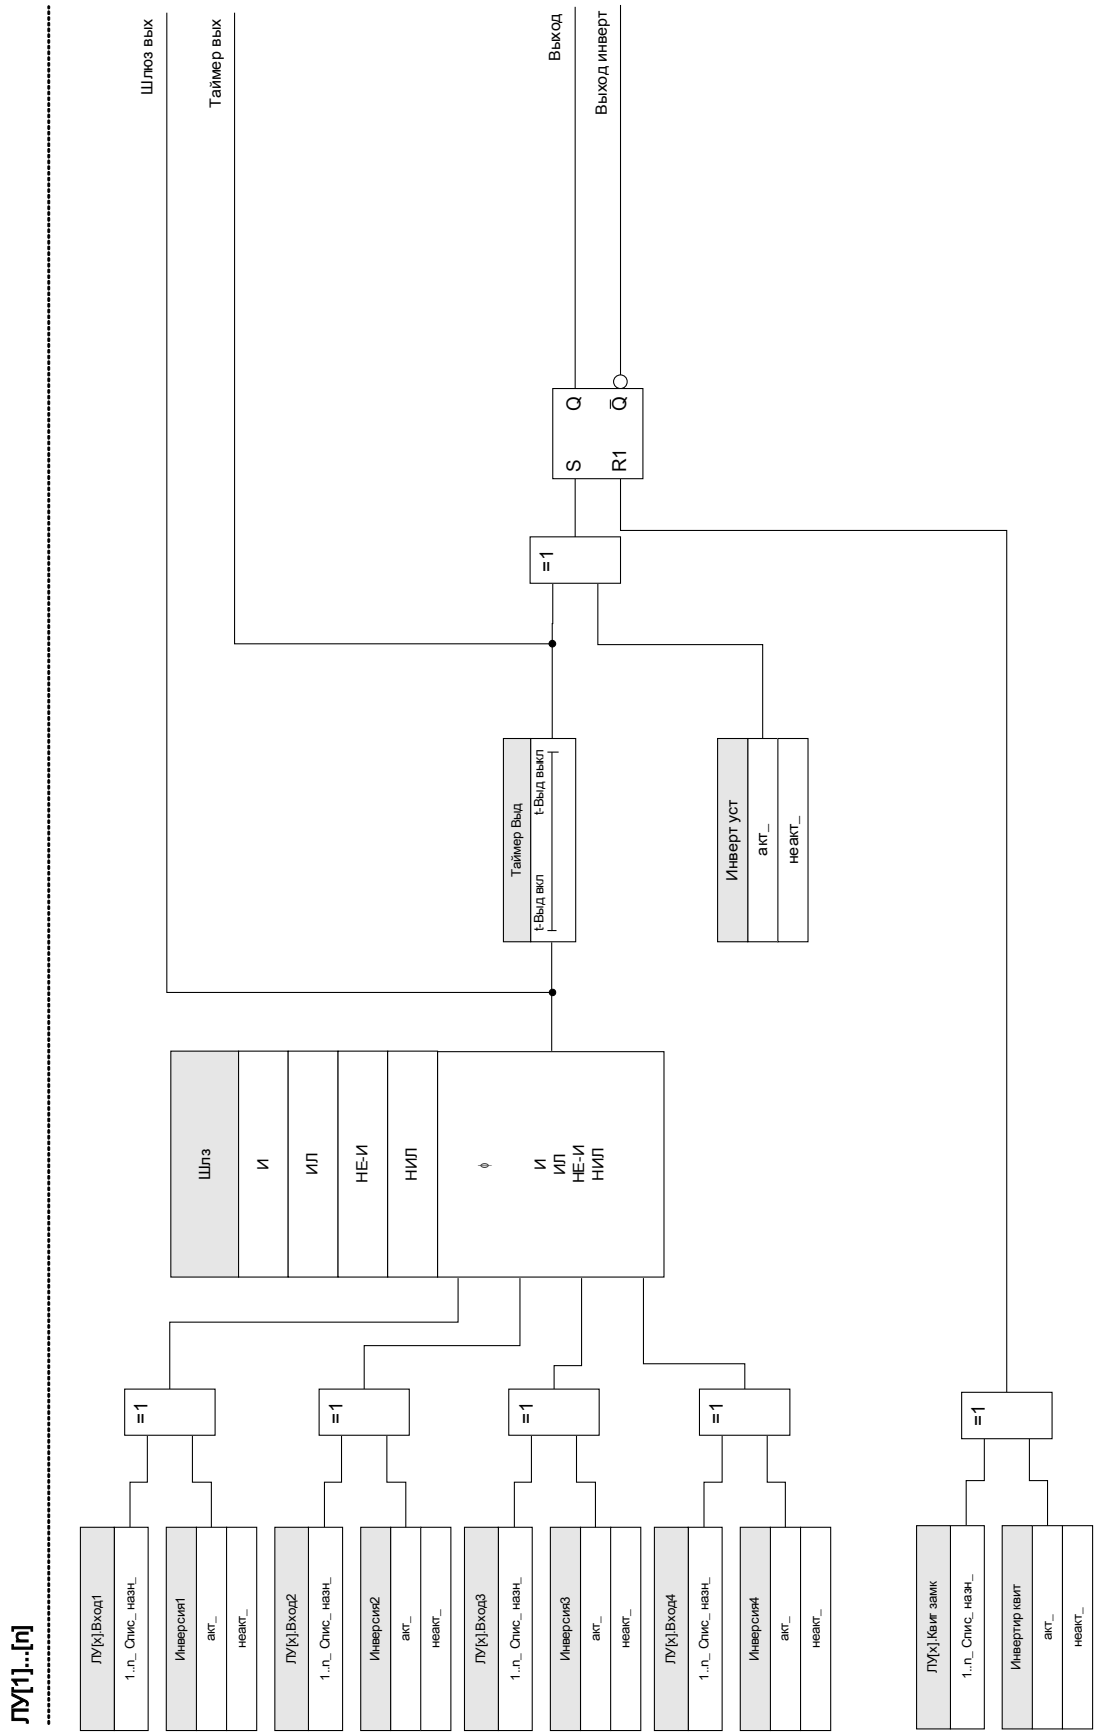 ЛУ[1]...[n]
ЛУ[x].Вход1
1..n_ Спис_ назн_
Инверсия1
акт_
неакт_
ЛУ[x].Вход2
1..n_ Спис_ назн_
Инверсия2
акт_
неакт_
ЛУ[x].Вход3
1..n_ Спис_ назн_
Инверсия3
акт_
неакт_
ЛУ[x].Вход4
1..n_ Спис_ назн_
Инверсия4
акт_
неакт_
ЛУ[x].Квит замк
1..n_ Спис_ назн_
Инвертир квит
акт_
неакт_
=1
=1
=1
=1
=1
Шлз
И
ИЛ
НЕ-И
НИЛ
ϕ
И
ИЛ
НЕ-И
НИЛ
Таймер Выд
t-Выд вкл
t-Выд выкл
Инверт уст
акт_
неакт_
=1
S
Q
R1
Q̅
Шлюз вых
Таймер вых
Выход
Выход инверт